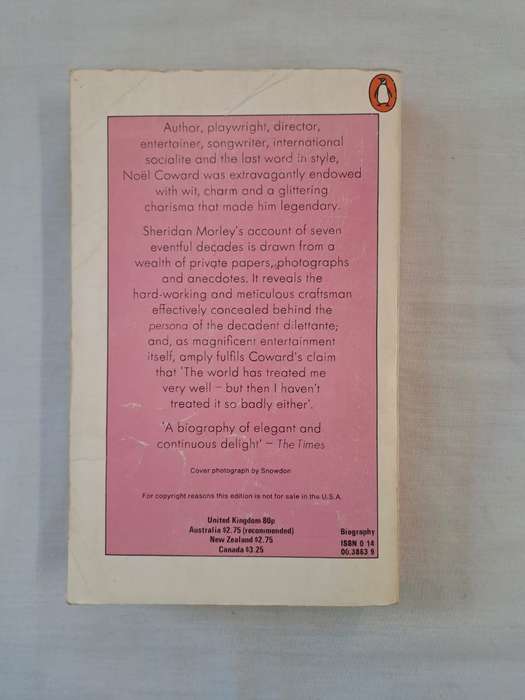 Author, playwright, director,
entertainer, songwriter, international
socialite and the last word in style,
Noël Coward was extravagantly endowed
with wit, charm and a glittering
charisma that made him legendary.
Sheridan Morley's account of seven
eventful decades is drawn from a
wealth of private papers, photographs
and anecdotes. It reveals the
hard-working and meticulous craftsman
effectively concealed behind the
persona of the decadent dilettante;
and, as magnificent entertainment
itself, amply fulfils Coward's claim
that 'The world has treated me
very well – but then I haven't
treated it so badly either'.
'A biography of elegant and
continuous delight' – The Times
Cover photograph by Snowdon
For copyright reasons this edition is not for sale in the U.S.A.
United Kingdom 80p
Australia $2.75 (recommended)
New Zealand $2.75
Canada $3.25
Biography
ISBN 0 14
00.3863 9